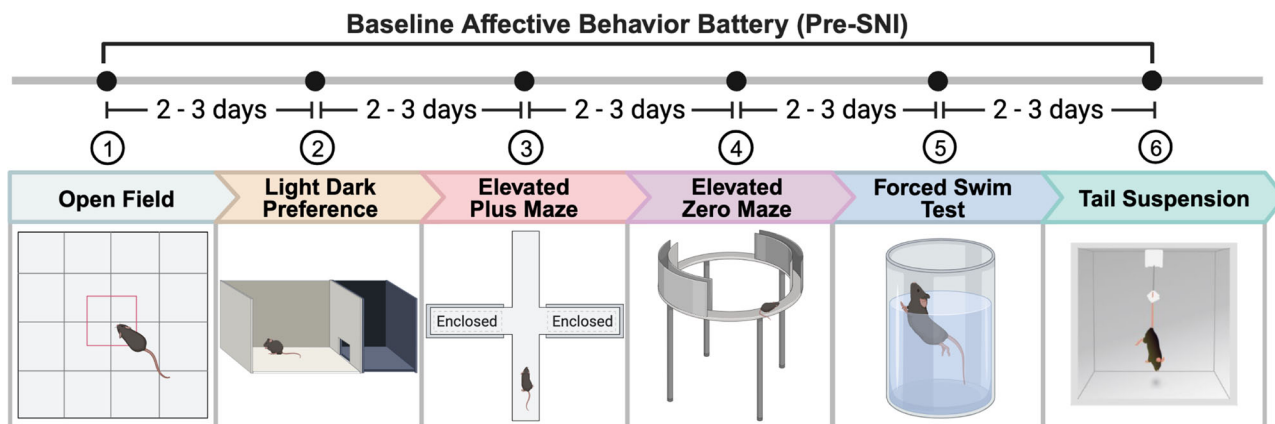 Baseline Affective Behavior Battery (Pre-SNI)
2 - 3 days 2 - 3 days 2 - 3 days 2 - 3 days 2 - 3 days
1 2 3 4 5 6
Open Field
Light Dark
Preference
Elevated
Plus Maze
Elevated
Zero Maze
Forced Swim
Test
Tail Suspension
Enclosed Enclosed